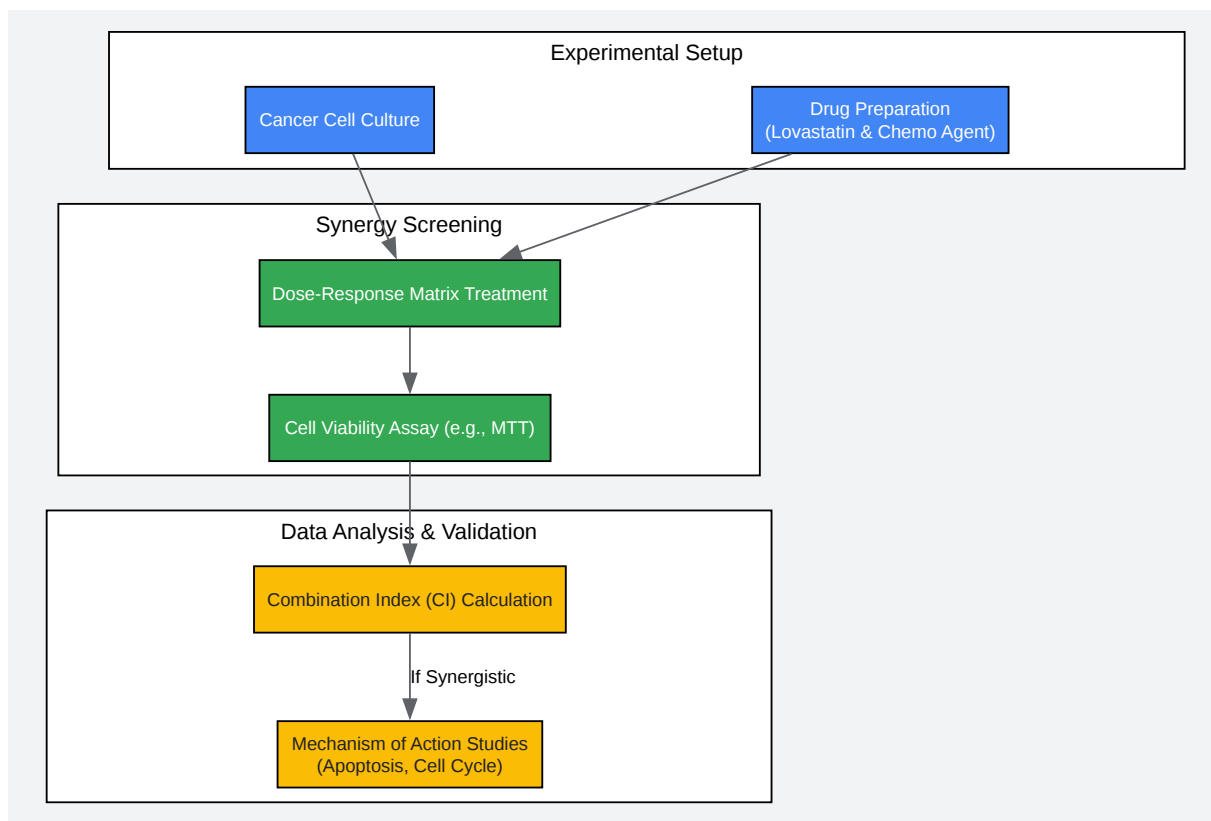 Experimental Setup
Cancer Cell Culture
Drug Preparation
(Lovastatin & Chemo Agent)
Synergy Screening
Dose-Response Matrix Treatment
Cell Viability Assay (e.g., MTT)
Data Analysis & Validation
Combination Index (CI) Calculation
If Synergistic
Mechanism of Action Studies
(Apoptosis, Cell Cycle)